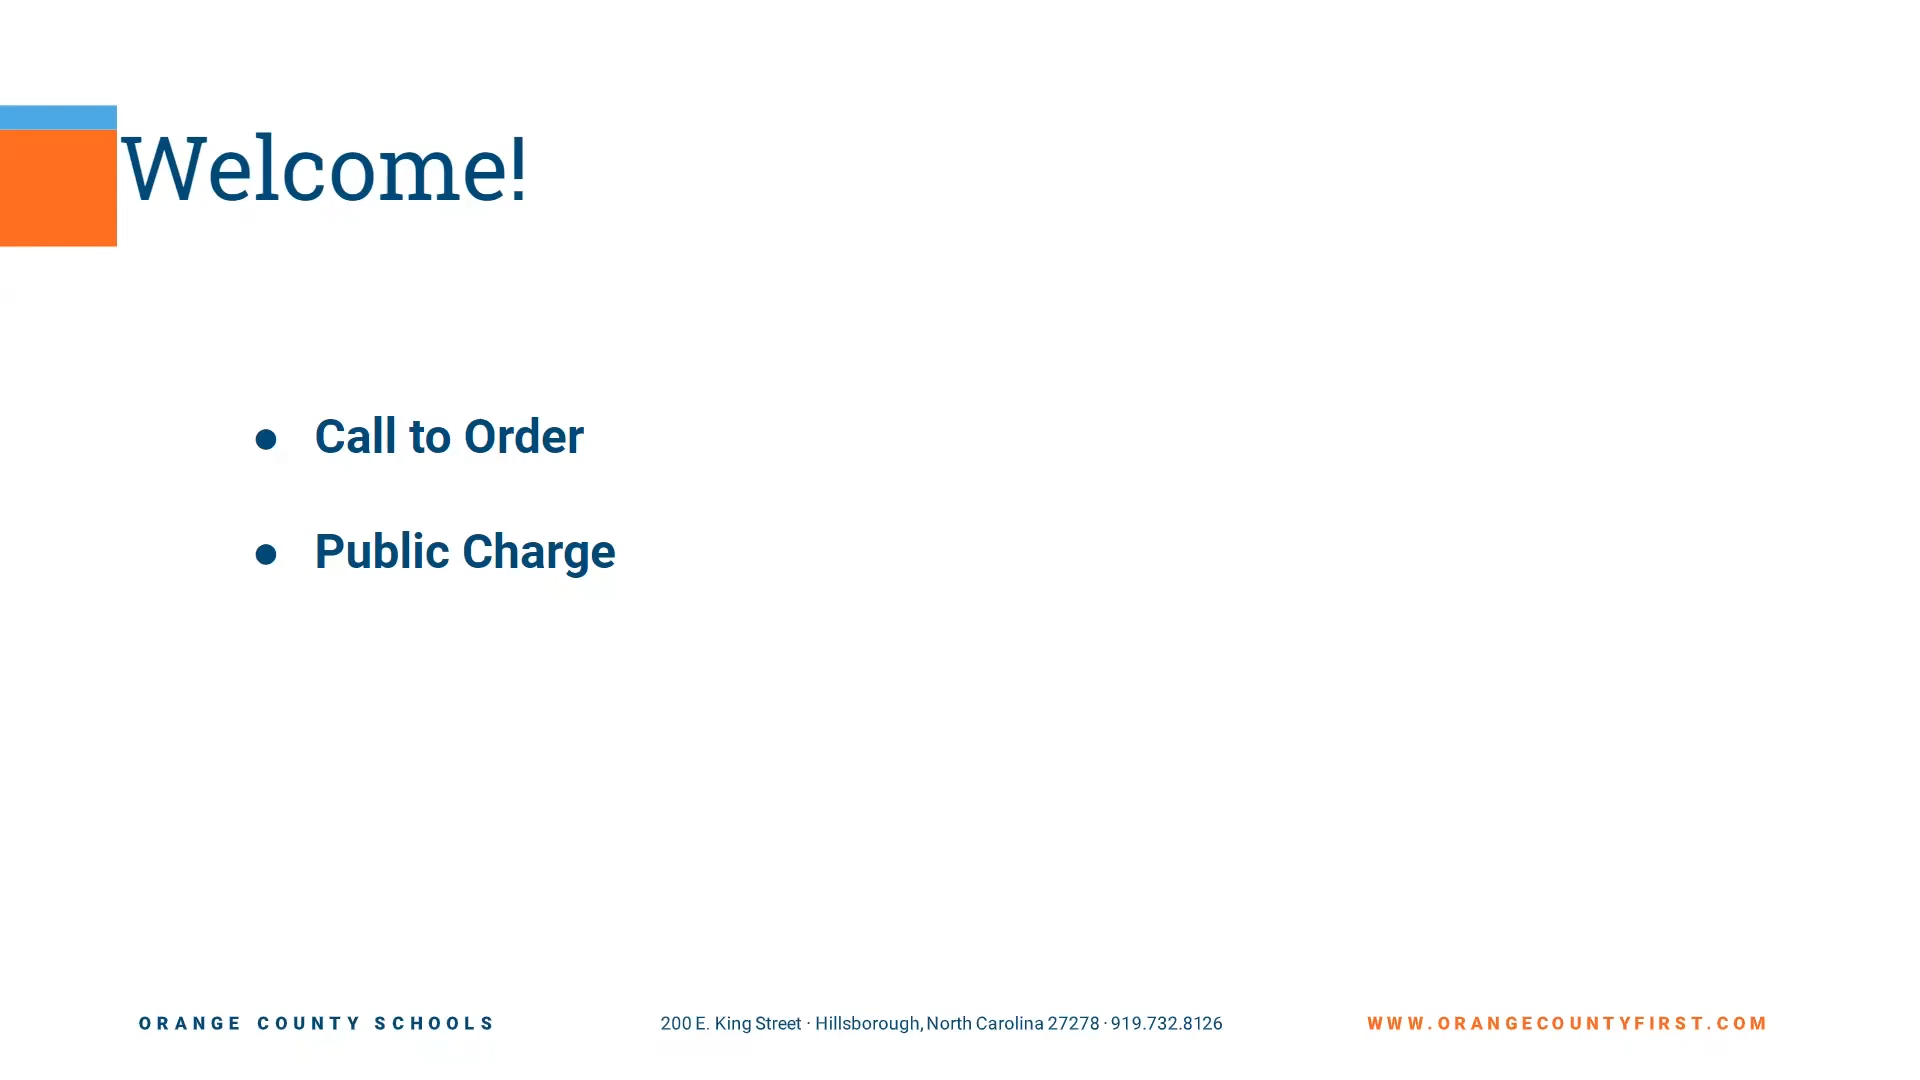 Welcome!
● Call to Order
● Public Charge
ORANGE COUNTY SCHOOLS
200 E. King Street · Hillsborough, North Carolina 27278 · 919.732.8126
WWW.ORANGECOUNTYFIRST.COM